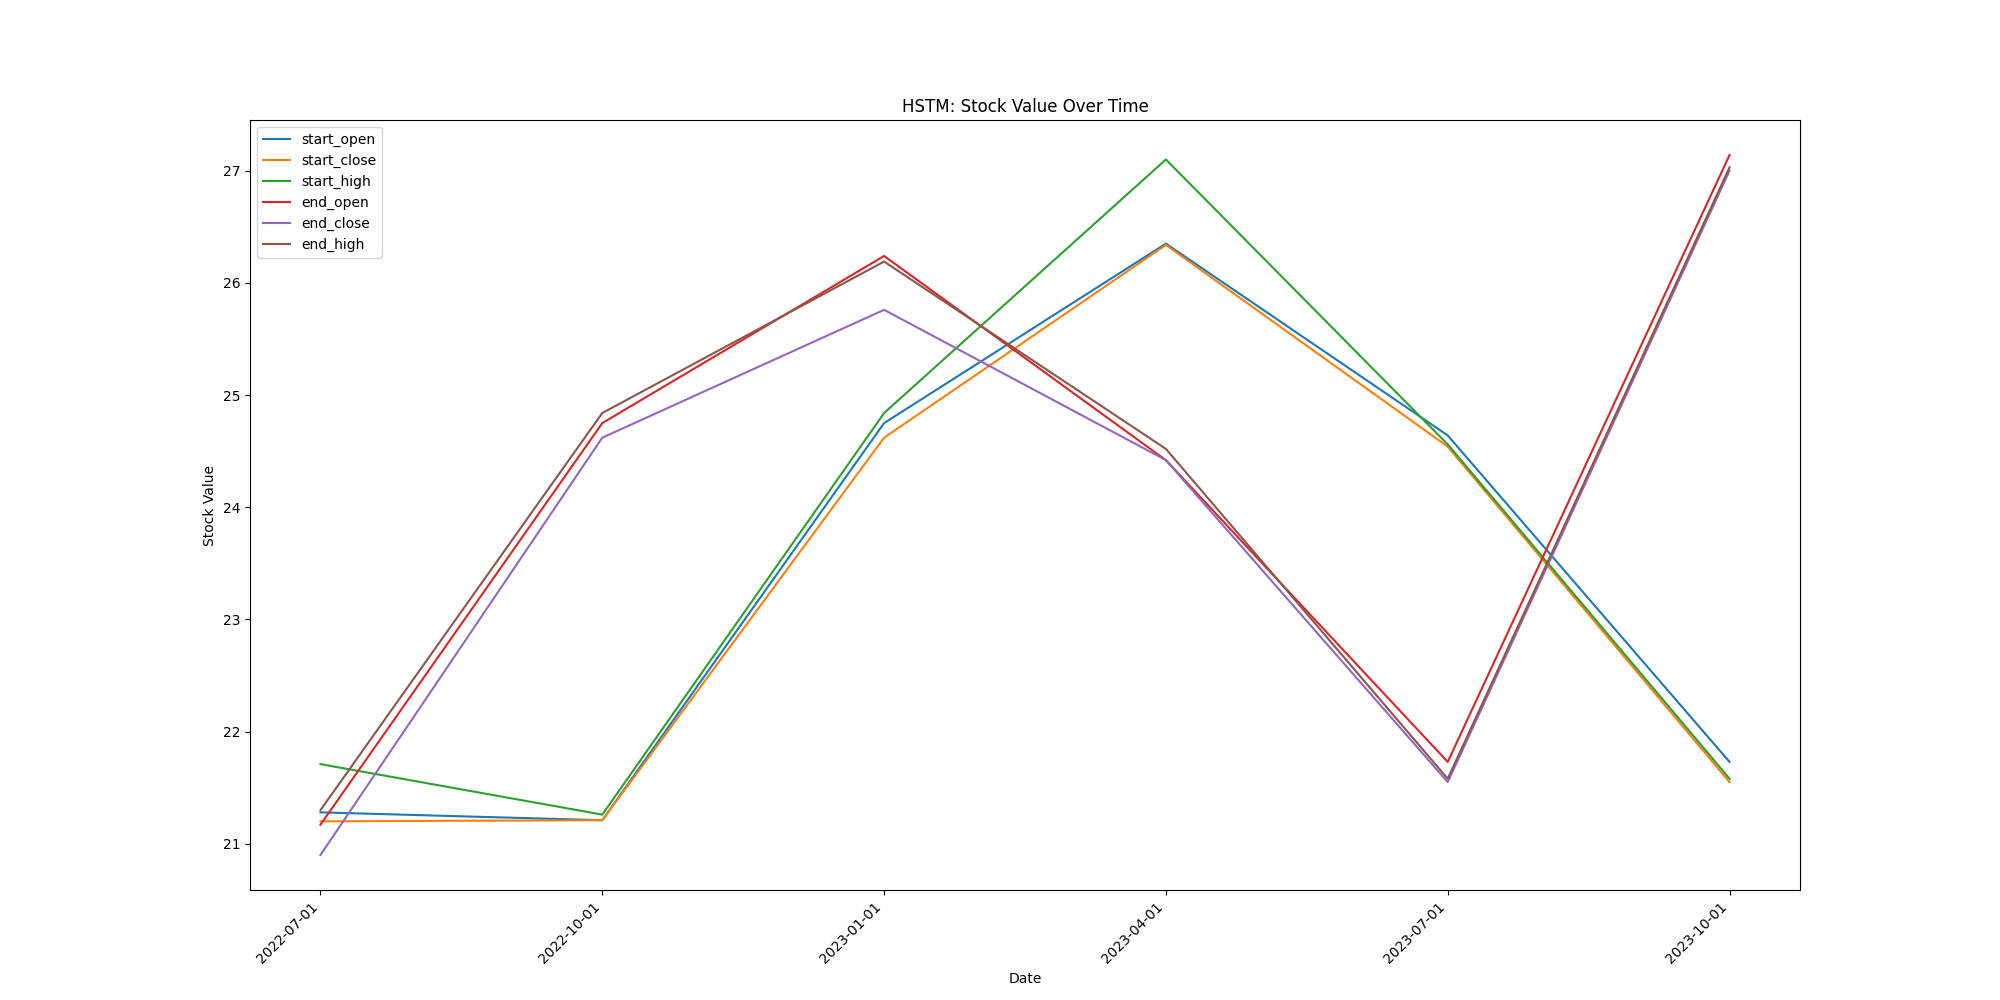 HSTM: Stock Value Over Time
start_open
start_close
start_high
end_open
end_close
end_high
27
26
25
24
23
22
21
Stock Value
2022-07-01
2022-10-01
2023-01-01
2023-04-01
2023-07-01
2023-10-01
Date